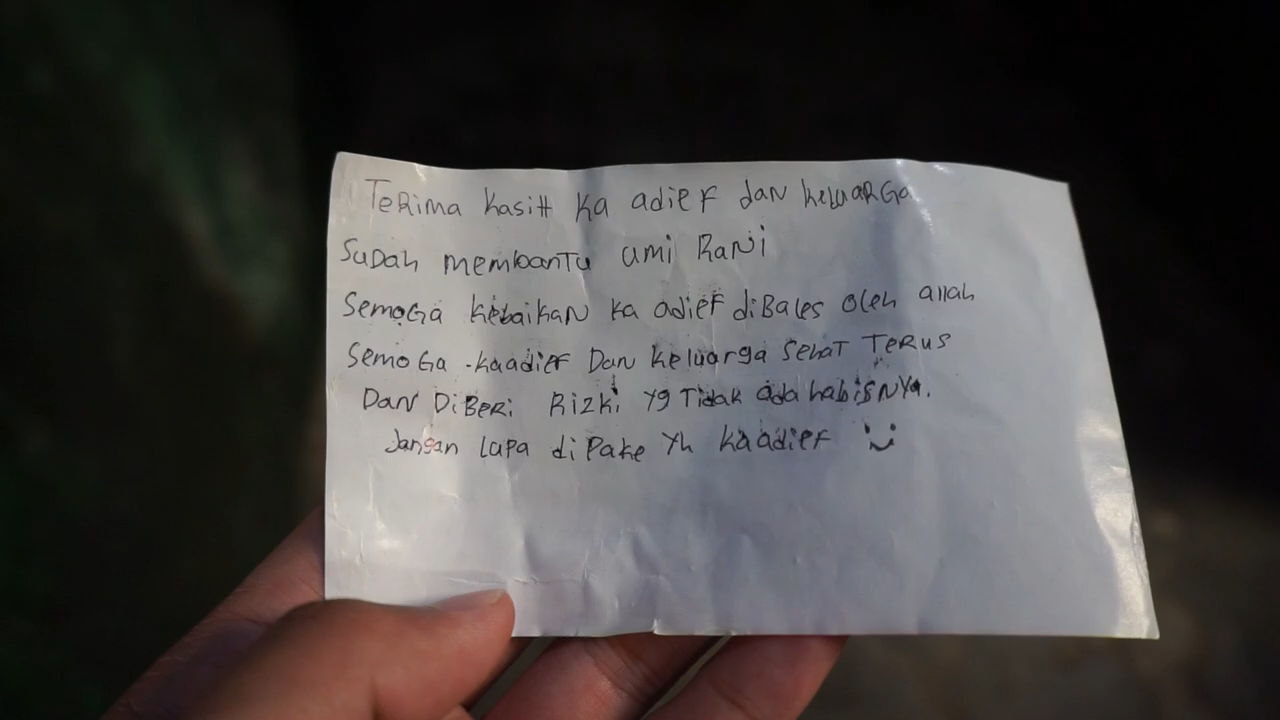 TeRima kasiH ka adief dan keluaRGa
SuDah membanTu umi RaNi
SemoGa kebaikaN ka adieF diBales oleh allah
SemoGa -kaadief Dan keluarga sehaT TeRus
DaN DiBeRi Rizki yg Tidak ada habisNya.
Jangan lupa dipake Yh kaadieF :)